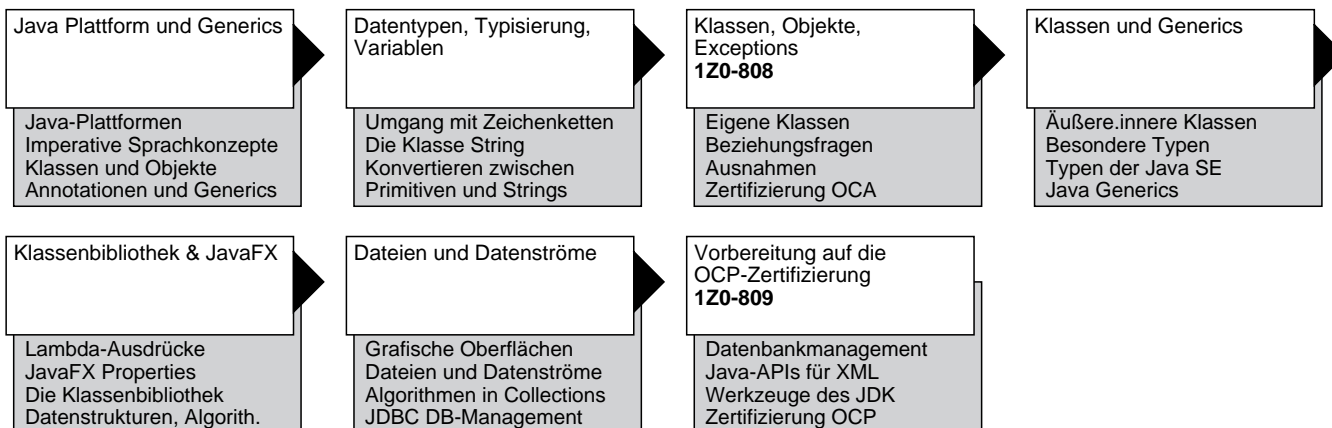 Java Plattform und Generics
Java-Plattformen
Imperative Sprachkonzepte
Klassen und Objekte
Annotationen und Generics
Datentypen, Typisierung,
Variablen
Umgang mit Zeichenketten
Die Klasse String
Konvertieren zwischen
Primitiven und Strings
Klassen, Objekte,
Exceptions
1Z0-808
Eigene Klassen
Beziehungsfragen
Ausnahmen
Zertifizierung OCA
Klassen und Generics
Äußere.innere Klassen
Besondere Typen
Typen der Java SE
Java Generics
Klassenbibliothek & JavaFX
Lambda-Ausdrücke
JavaFX Properties
Die Klassenbibliothek
Datenstrukturen, Algorith.
Dateien und Datenströme
Grafische Oberflächen
Dateien und Datenströme
Algorithmen in Collections
JDBC DB-Management
Vorbereitung auf die
OCP-Zertifizierung
1Z0-809
Datenbankmanagement
Java-APIs für XML
Werkzeuge des JDK
Zertifizierung OCP